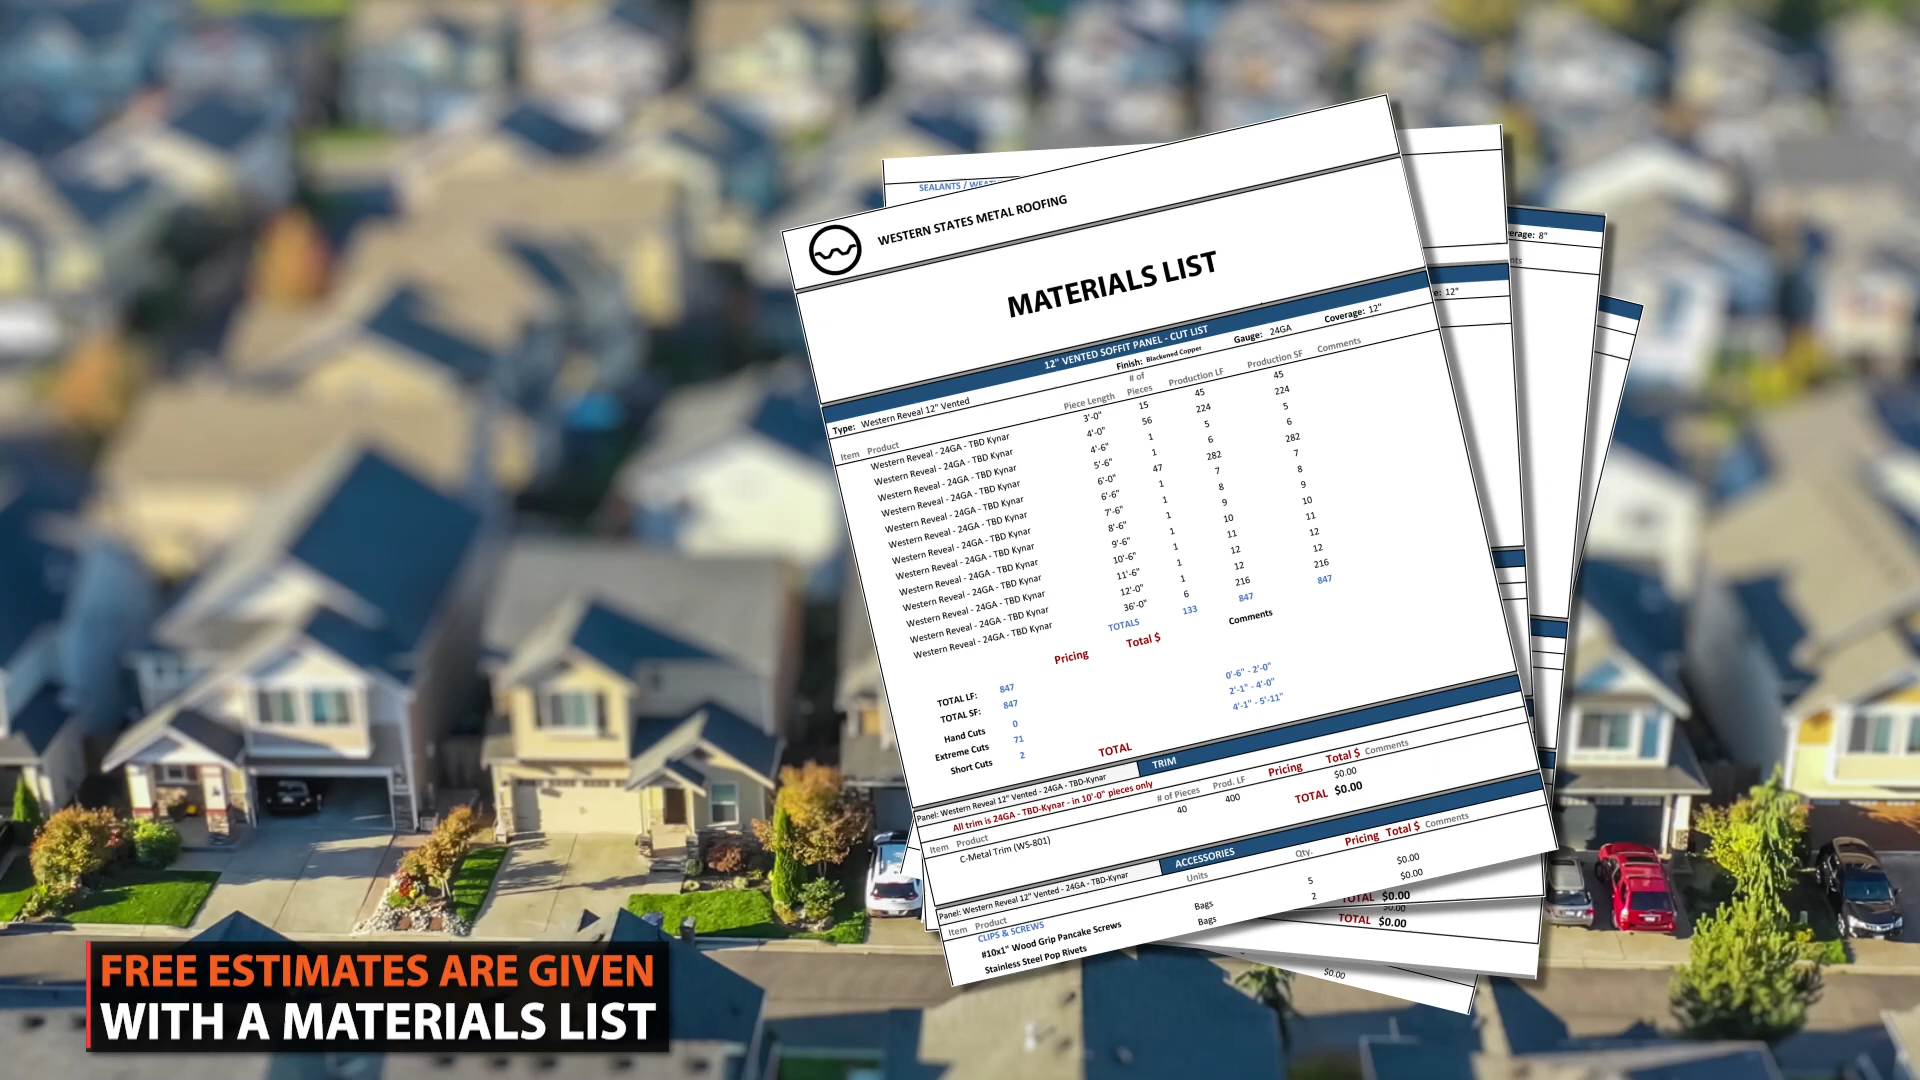 SEALANTS / WEAT
WESTERN STATES METAL ROOFING
MATERIALS LIST
12" VENTED SOFFIT PANEL - CUT LIST
Type: Western Reveal 12" Vented Finish: Blackened Copper Gauge: 24GA Coverage: 12"
Item Product Piece Length # of Pieces Production LF Production SF Comments
Western Reveal - 24GA - TBD Kynar 3'-0" 15 45 45
Western Reveal - 24GA - TBD Kynar 4'-0" 56 224 224
Western Reveal - 24GA - TBD Kynar 4'-6" 1 5 5
Western Reveal - 24GA - TBD Kynar 5'-6" 1 6 6
Western Reveal - 24GA - TBD Kynar 6'-0" 47 282 282
Western Reveal - 24GA - TBD Kynar 6'-6" 1 7 7
Western Reveal - 24GA - TBD Kynar 7'-6" 1 8 8
Western Reveal - 24GA - TBD Kynar 8'-6" 1 9 9
Western Reveal - 24GA - TBD Kynar 9'-6" 1 10 10
Western Reveal - 24GA - TBD Kynar 10'-6" 1 11 11
Western Reveal - 24GA - TBD Kynar 11'-6" 1 12 12
Western Reveal - 24GA - TBD Kynar 12'-0" 1 12 12
Western Reveal - 24GA - TBD Kynar 36'-0" 6 216 216
TOTALS 133 847 847
Pricing Total $ Comments
TOTAL LF: 847
TOTAL SF: 847
Hand Cuts 0 0'-6" - 2'-0"
Extreme Cuts 71 2'-1" - 4'-0"
Short Cuts 2 4'-1" - 5'-11"
TOTAL
TRIM
Panel: Western Reveal 12" Vented - 24GA - TBD-Kynar
All trim is 24GA - TBD-Kynar - in 10'-0" pieces only
Item Product # of Pieces Prod. LF Pricing Total $ Comments
C-Metal Trim (WS-801) 40 400 $0.00
TOTAL $0.00
ACCESSORIES
Panel: Western Reveal 12" Vented - 24GA - TBD-Kynar
Item Product Units Qty. Pricing Total $ Comments
CLIPS & SCREWS
#10x1" Wood Grip Pancake Screws Bags 5 $0.00
Stainless Steel Pop Rivets Bags 2 $0.00
erage: 8"
nts
e: 12"
TOTAL $0.00
$0.00
TOTAL $0.00
$0.00
FREE ESTIMATES ARE GIVEN
WITH A MATERIALS LIST